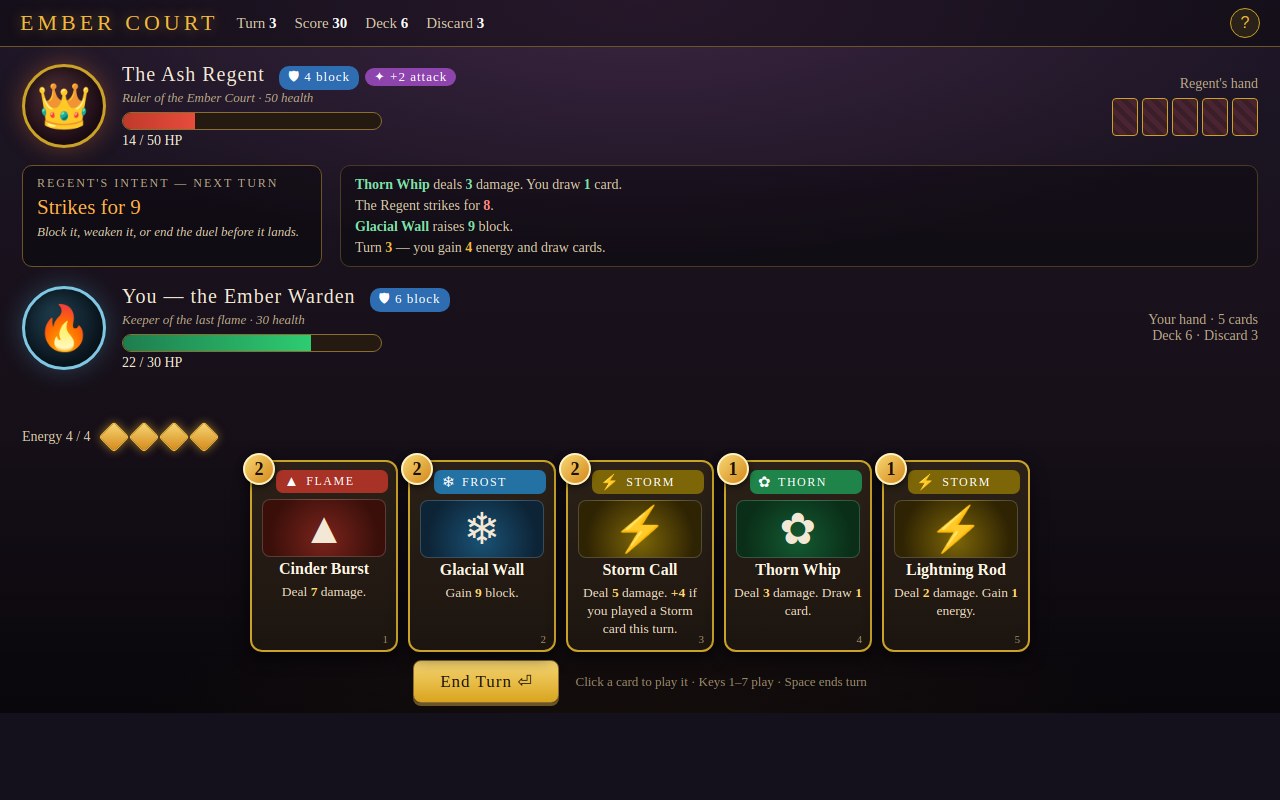 EMBER COURT Turn 3 Score 30 Deck 6 Discard 3 ?
The Ash Regent 4 block +2 attack
Ruler of the Ember Court · 50 health
14 / 50 HP
Regent's hand
REGENT'S INTENT — NEXT TURN
Strikes for 9
Block it, weaken it, or end the duel before it lands.
Thorn Whip deals 3 damage. You draw 1 card.
The Regent strikes for 8.
Glacial Wall raises 9 block.
Turn 3 — you gain 4 energy and draw cards.
You — the Ember Warden 6 block
Keeper of the last flame · 30 health
22 / 30 HP
Your hand · 5 cards
Deck 6 · Discard 3
Energy 4 / 4
2 FLAME
Cinder Burst
Deal 7 damage.
1
2 FROST
Glacial Wall
Gain 9 block.
2
2 STORM
Storm Call
Deal 5 damage. +4 if
you played a Storm
card this turn.
3
1 THORN
Thorn Whip
Deal 3 damage. Draw 1
card.
4
1 STORM
Lightning Rod
Deal 2 damage. Gain 1
energy.
5
End Turn ⏎
Click a card to play it · Keys 1–7 play · Space ends turn